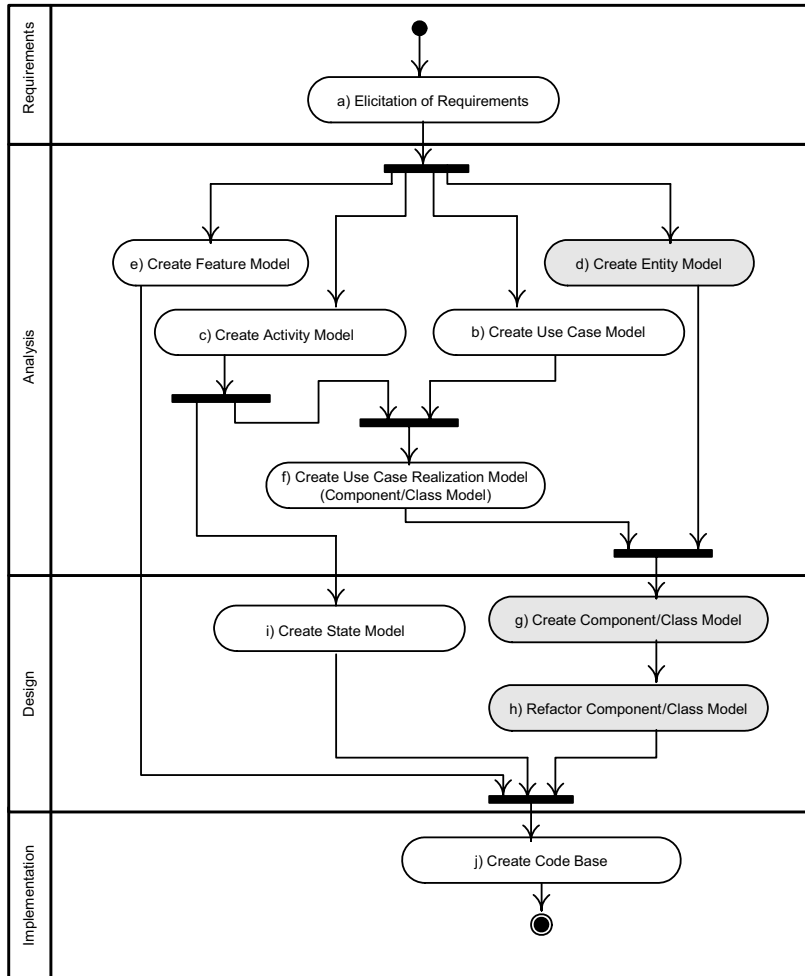 Requirements
a) Elicitation of Requirements
Analysis
e) Create Feature Model
d) Create Entity Model
c) Create Activity Model
b) Create Use Case Model
f) Create Use Case Realization Model
(Component/Class Model)
Design
g) Create Component/Class Model
i) Create State Model
h) Refactor Component/Class Model
Implementation
j) Create Code Base